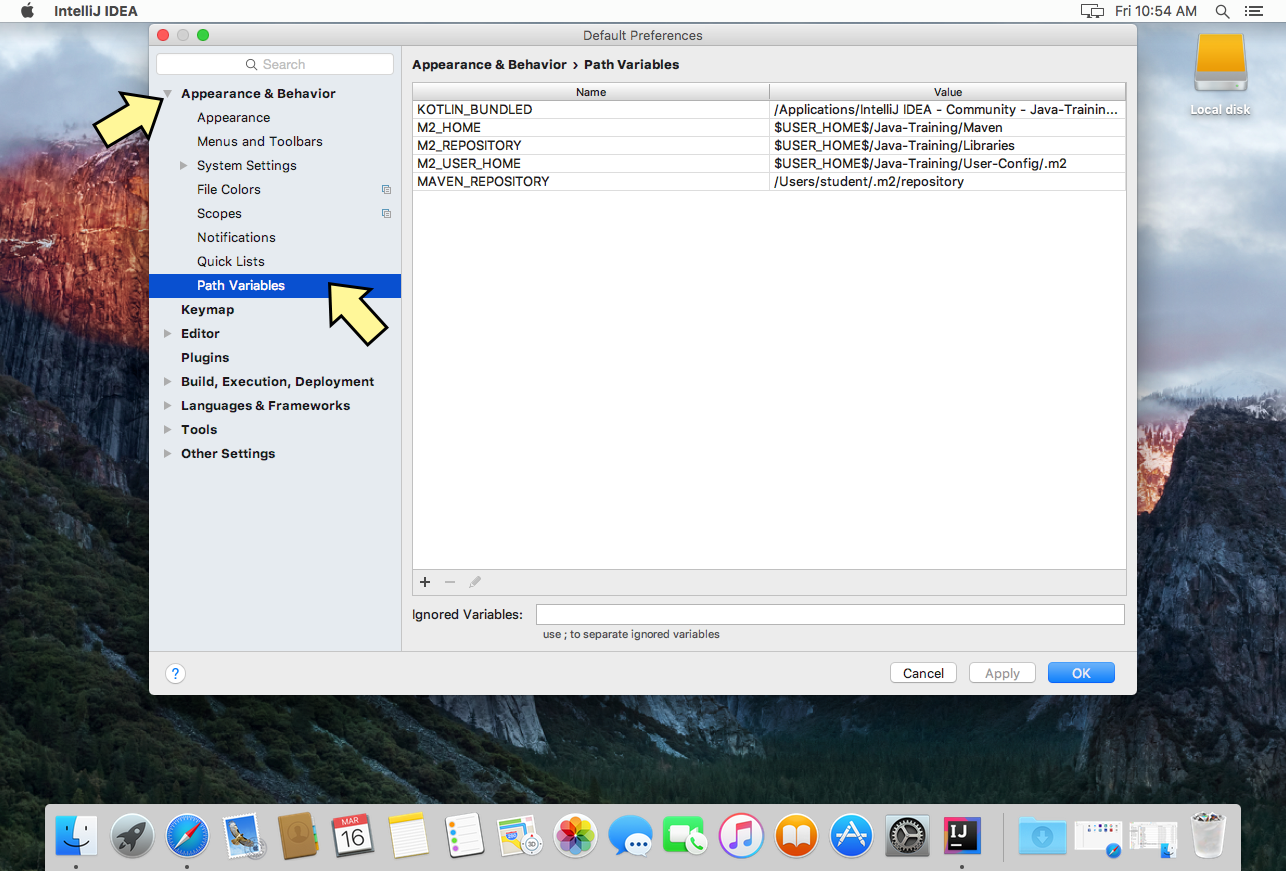 IntelliJ IDEA
Fri 10:54 AM
Default Preferences
Search
Appearance & Behavior › Path Variables
Appearance & Behavior
Appearance
Menus and Toolbars
System Settings
File Colors
Scopes
Notifications
Quick Lists
Path Variables
Keymap
Editor
Plugins
Build, Execution, Deployment
Languages & Frameworks
Tools
Other Settings
Name Value
KOTLIN_BUNDLED /Applications/IntelliJ IDEA - Community - Java-Trainin...
M2_HOME $USER_HOME$/Java-Training/Maven
M2_REPOSITORY $USER_HOME$/Java-Training/Libraries
M2_USER_HOME $USER_HOME$/Java-Training/User-Config/.m2
MAVEN_REPOSITORY /Users/student/.m2/repository
Ignored Variables:
use ; to separate ignored variables
?
Cancel Apply OK
Local disk
MAR
16
3D
IJ